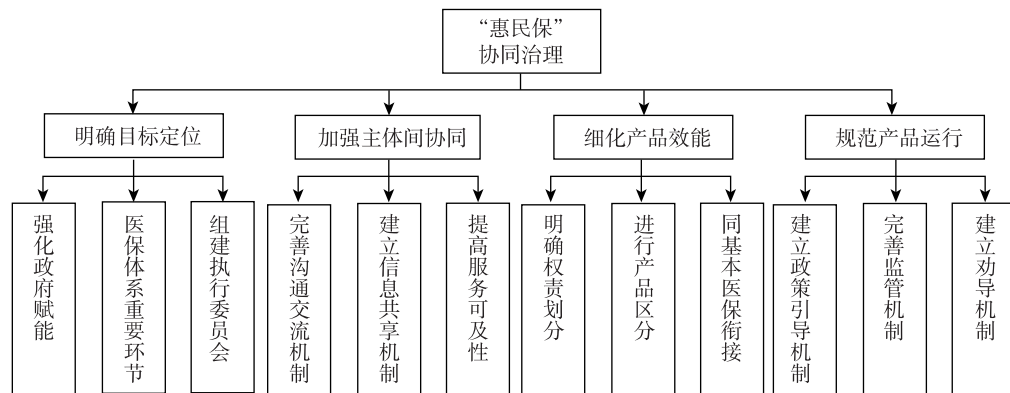 “惠民保”
协同治理
明确目标定位
加强主体间协同
细化产品效能
规范产品运行
强化政府赋能
医保体系重要环节
组建执行委员会
完善沟通交流机制
建立信息共享机制
提高服务可及性
明确权责划分
进行产品区分
同基本医保衔接
建立政策引导机制
完善监管机制
建立劝导机制